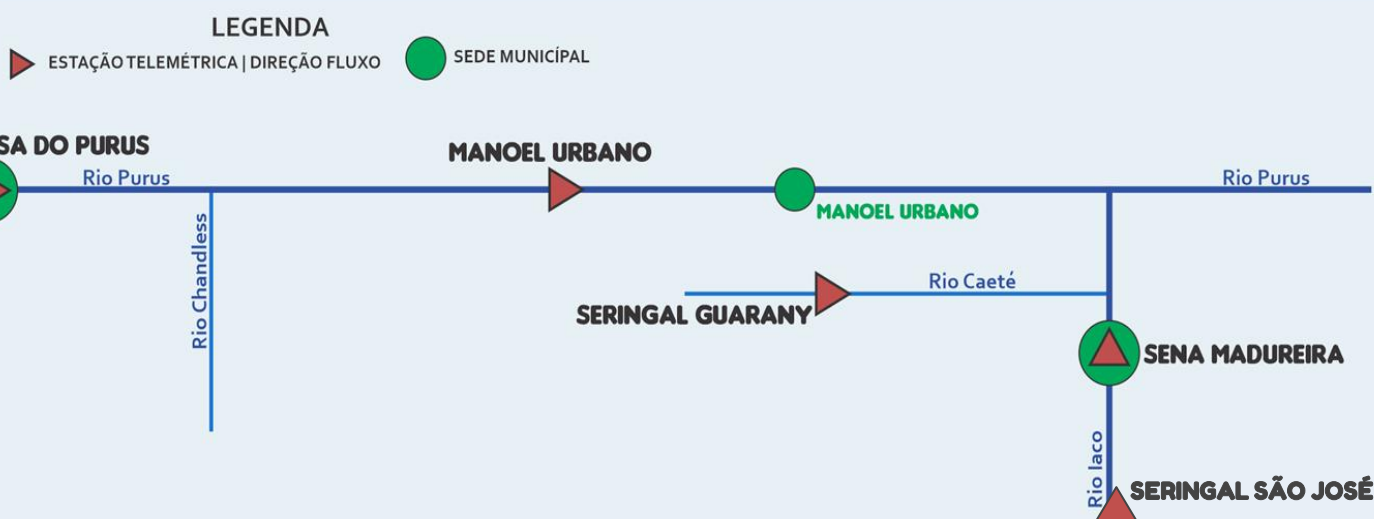 LEGENDA
ESTAÇÃO TELEMÉTRICA | DIREÇÃO FLUXO
SEDE MUNICÍPAL
SA DO PURUS
MANOEL URBANO
Rio Purus
Rio Purus
MANOEL URBANO
Rio Chandless
Rio Caeté
SERINGAL GUARANY
SENA MADUREIRA
Rio Iaco
SERINGAL SÃO JOSÉ